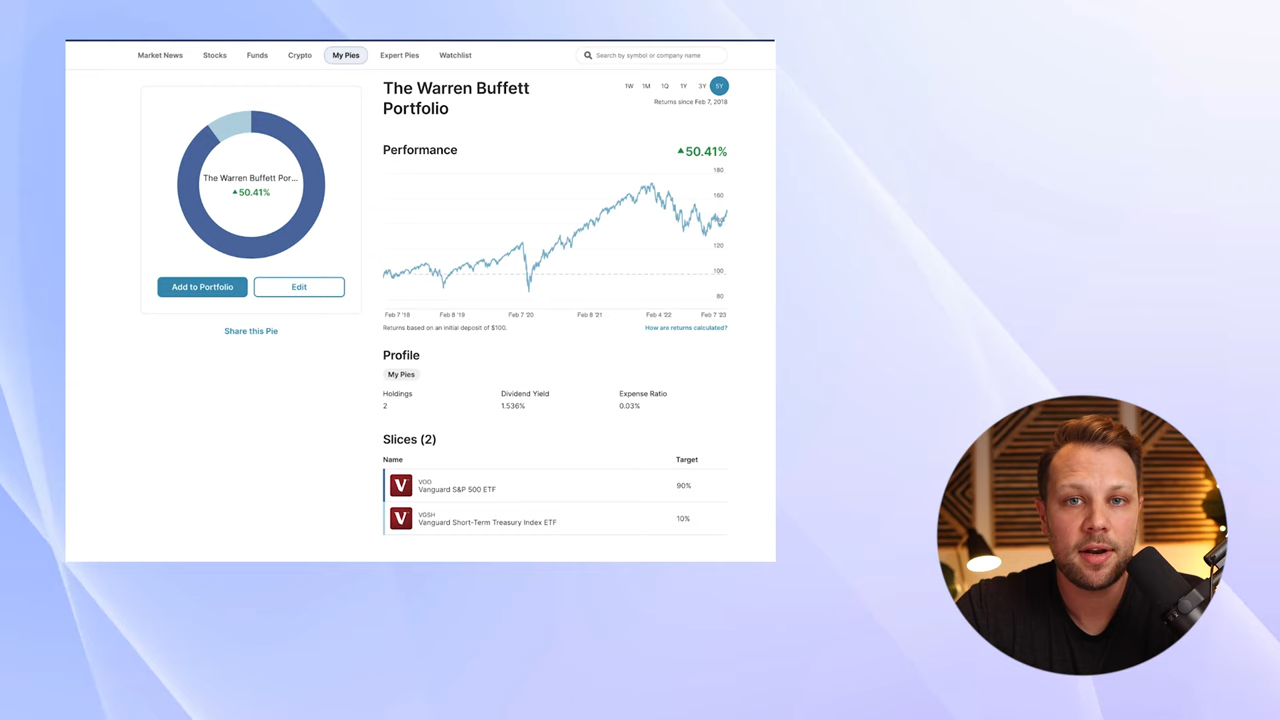 Market News Stocks Funds Crypto My Pies Expert Pies Watchlist Search by symbol or company name
The Warren Buffett Por...
50.41%
Add to Portfolio Edit
Share this Pie
The Warren Buffett
Portfolio
1W 1M 1Q 1Y 3Y 5Y
Returns since Feb 7, 2018
Performance
50.41%
180
160
120
100
80
Feb 7 '18 Feb 8 '19 Feb 7 '20 Feb 8 '21 Feb 4 '22 Feb 7 '23
Returns based on an initial deposit of $100. How are returns calculated?
Profile
My Pies
Holdings Dividend Yield Expense Ratio
2 1.536% 0.03%
Slices (2)
Name Target
V VOO
Vanguard S&P 500 ETF 90%
V VGSH
Vanguard Short-Term Treasury Index ETF 10%